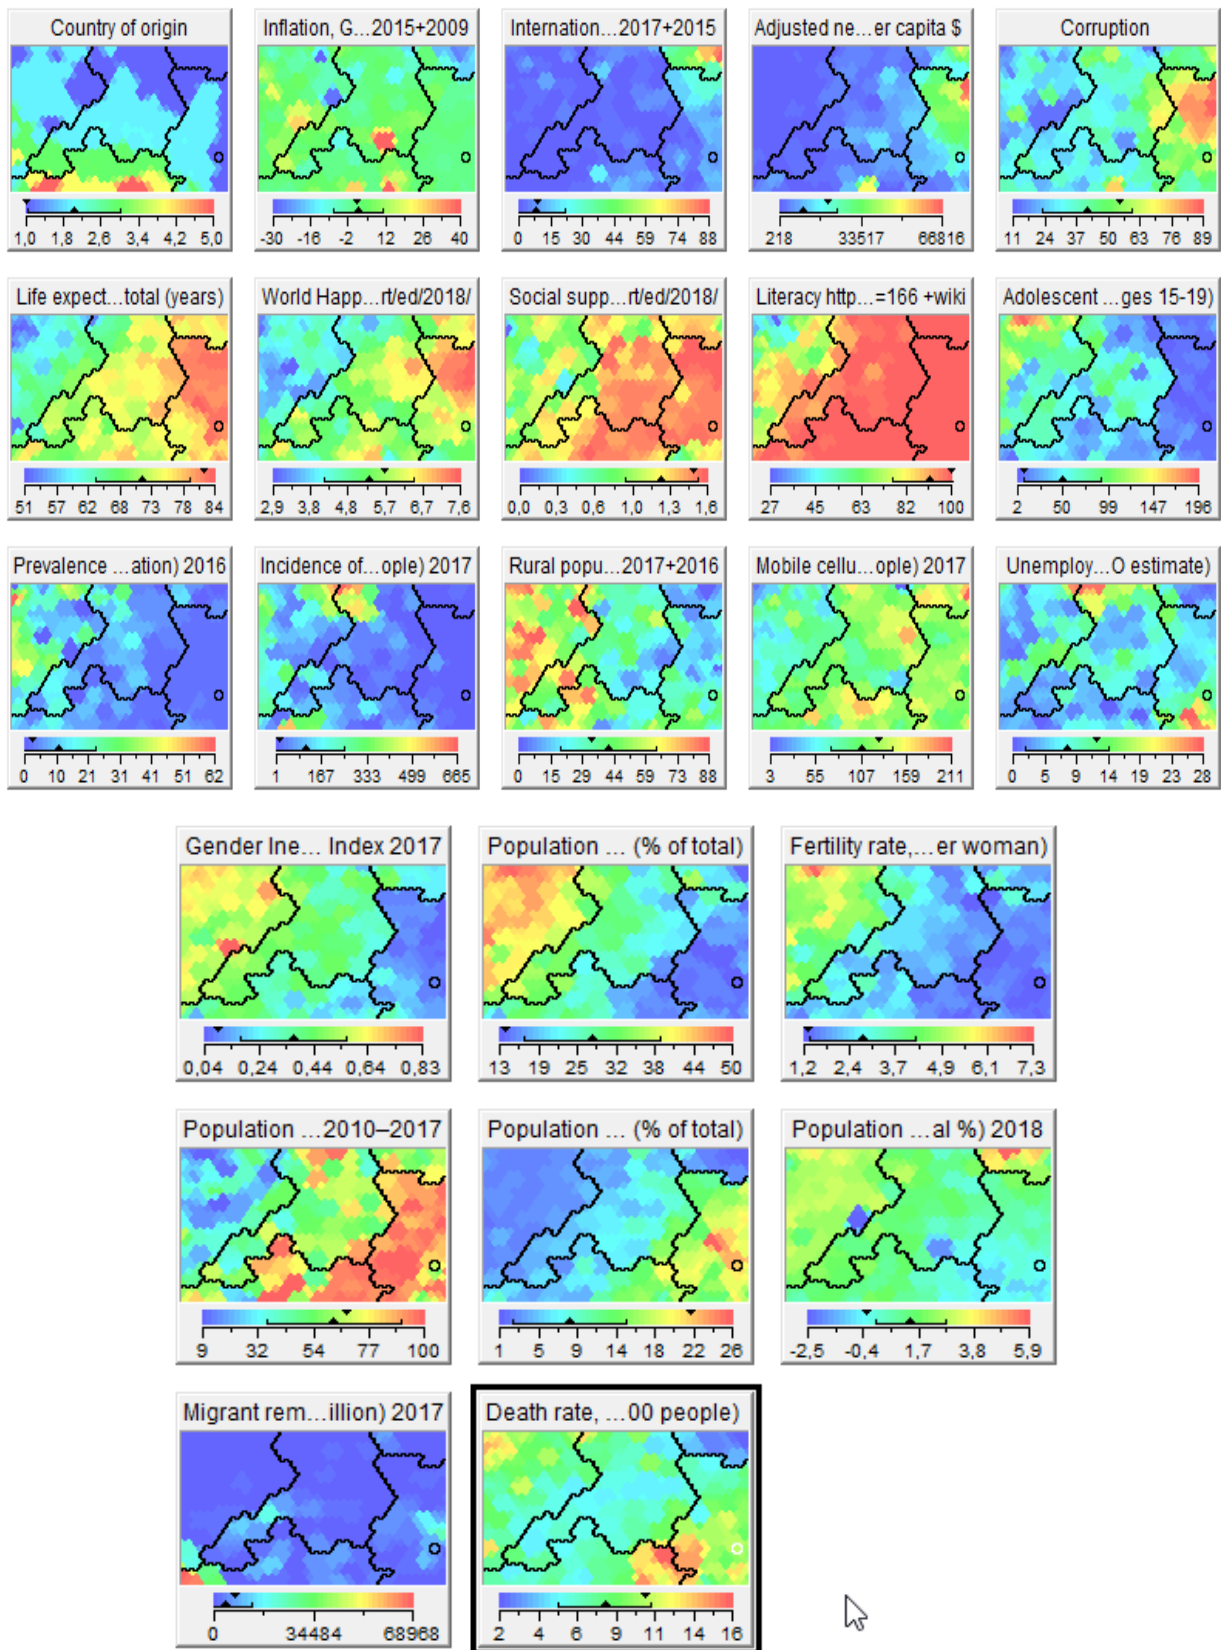 Country of origin
1,0 1,8 2,6 3,4 4,2 5,0
Inflation, G...2015+2009
-30 -16 -2 12 26 40
Internation...2017+2015
0 15 30 44 59 74 88
Adjusted ne...er capita $
218 33517 66816
Corruption
11 24 37 50 63 76 89
Life expect...total (years)
51 57 62 68 73 78 84
World Happ...rt/ed/2018/
2,9 3,8 4,8 5,7 6,7 7,6
Social supp...rt/ed/2018/
0,0 0,3 0,6 1,0 1,3 1,6
Literacy http...=166 +wiki
27 45 63 82 100
Adolescent ...ges 15-19)
2 50 99 147 196
Prevalence ...ation) 2016
0 10 21 31 41 52 62
Incidence of...ople) 2017
1 167 333 499 665
Rural popu...2017+2016
0 15 29 44 59 73 88
Mobile cellu...ople) 2017
3 55 107 159 211
Unemploy...O estimate)
0 5 9 14 19 23 28
Gender Ine... Index 2017
0,04 0,24 0,44 0,64 0,83
Population ... (% of total)
13 19 25 32 38 44 50
Fertility rate,...er woman)
1,2 2,4 3,7 4,9 6,1 7,3
Population ...2010–2017
9 32 54 77 100
Population ... (% of total)
1 5 9 14 18 22 26
Population ...al %) 2018
-2,5 -0,4 1,7 3,8 5,9
Migrant rem...illion) 2017
0 34484 68968
Death rate, ...00 people)
2 4 6 9 11 14 16